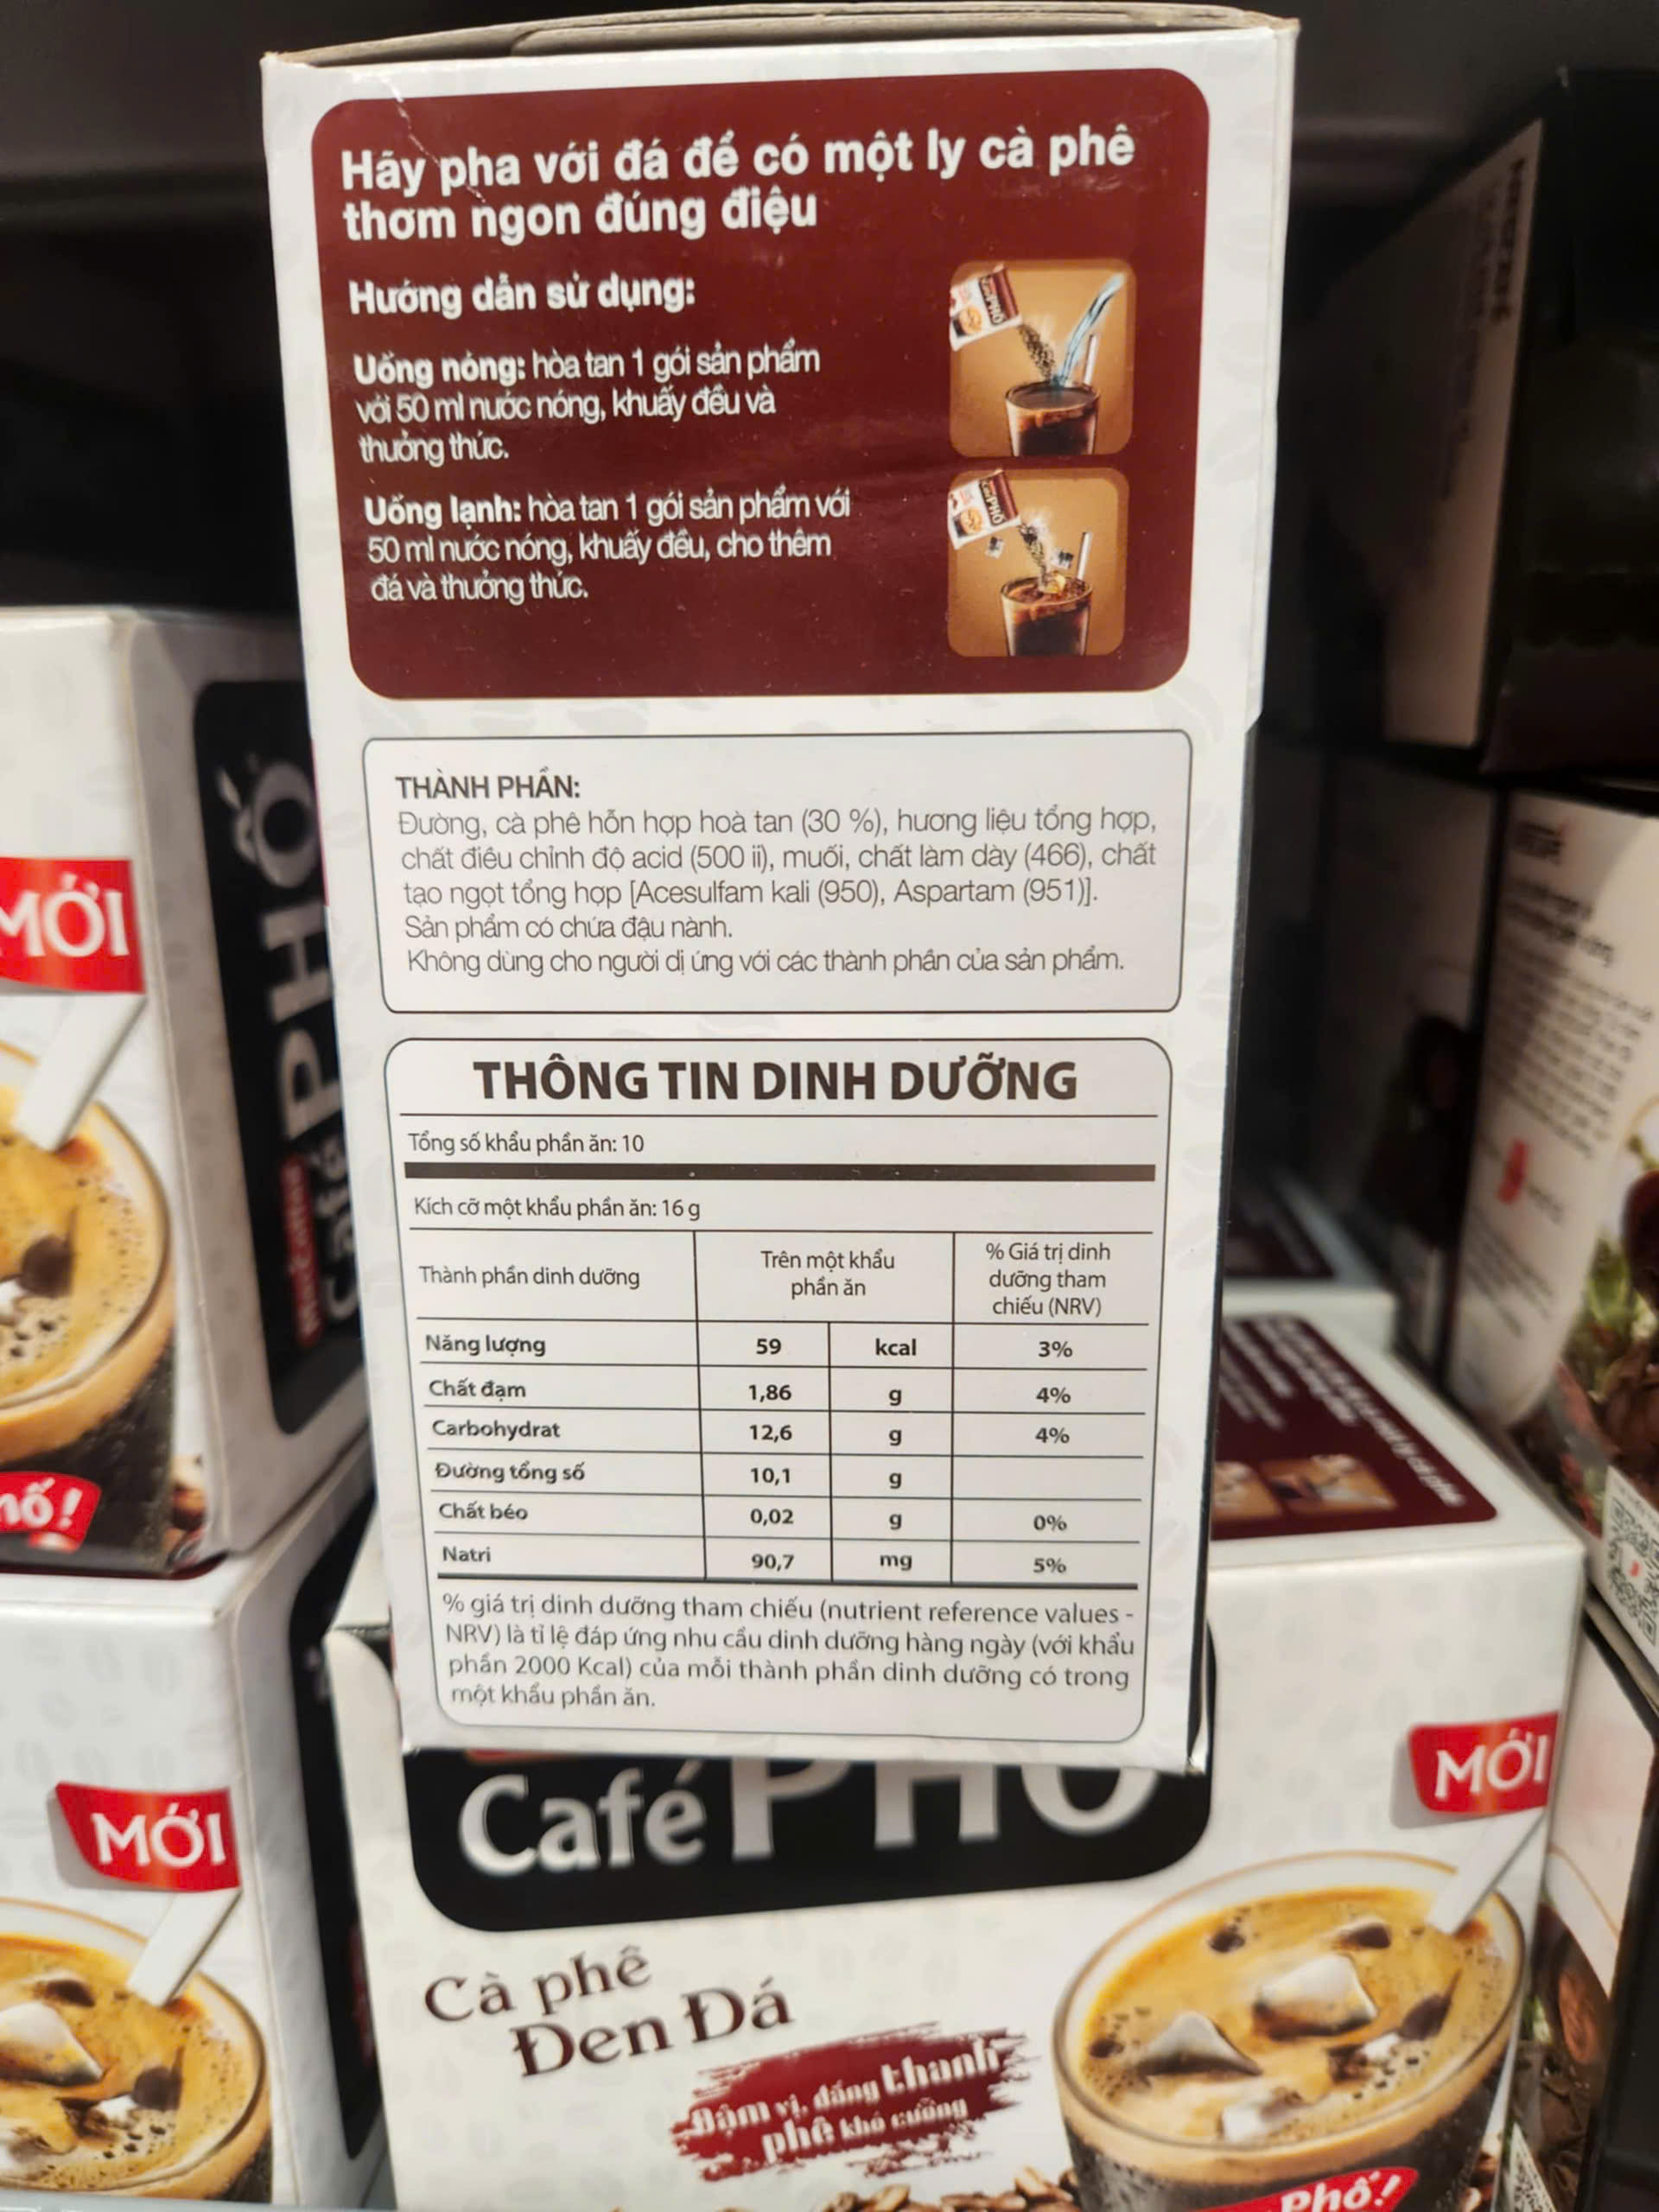 Hãy pha với đá để có một ly cà phê
thơm ngon đúng điệu
Hướng dẫn sử dụng:
Uống nóng: hòa tan 1 gói sản phẩm
với 50 ml nước nóng, khuấy đều và
thưởng thức.
Uống lạnh: hòa tan 1 gói sản phẩm với
50 ml nước nóng, khuấy đều, cho thêm
đá và thưởng thức.
THÀNH PHẦN:
Đường, cà phê hỗn hợp hoà tan (30 %), hương liệu tổng hợp,
chất điều chỉnh độ acid (500 ii), muối, chất làm dày (466), chất
tạo ngọt tổng hợp [Acesulfam kali (950), Aspartam (951)].
Sản phẩm có chứa đậu nành.
Không dùng cho người dị ứng với các thành phần của sản phẩm.
THÔNG TIN DINH DƯỠNG
Tổng số khẩu phần ăn: 10
Kích cỡ một khẩu phần ăn: 16 g
Thành phần dinh dưỡng
Trên một khẩu
phần ăn
% Giá trị dinh
dưỡng tham
chiếu (NRV)
Năng lượng 59 kcal 3%
Chất đạm 1,86 g 4%
Carbohydrat 12,6 g 4%
Đường tổng số 10,1 g
Chất béo 0,02 g 0%
Natri 90,7 mg 5%
% giá trị dinh dưỡng tham chiếu (nutrient reference values -
NRV) là tỉ lệ đáp ứng nhu cầu dinh dưỡng hàng ngày (với khẩu
phần 2000 Kcal) của mỗi thành phần dinh dưỡng có trong
một khẩu phần ăn.
MỚI
Café PHỐ
MỚI
Café PHỐ
MỚI
Cà phê
Đen Đá
Đậm vị, đắng thanh
phê khó cưỡng
Phố!